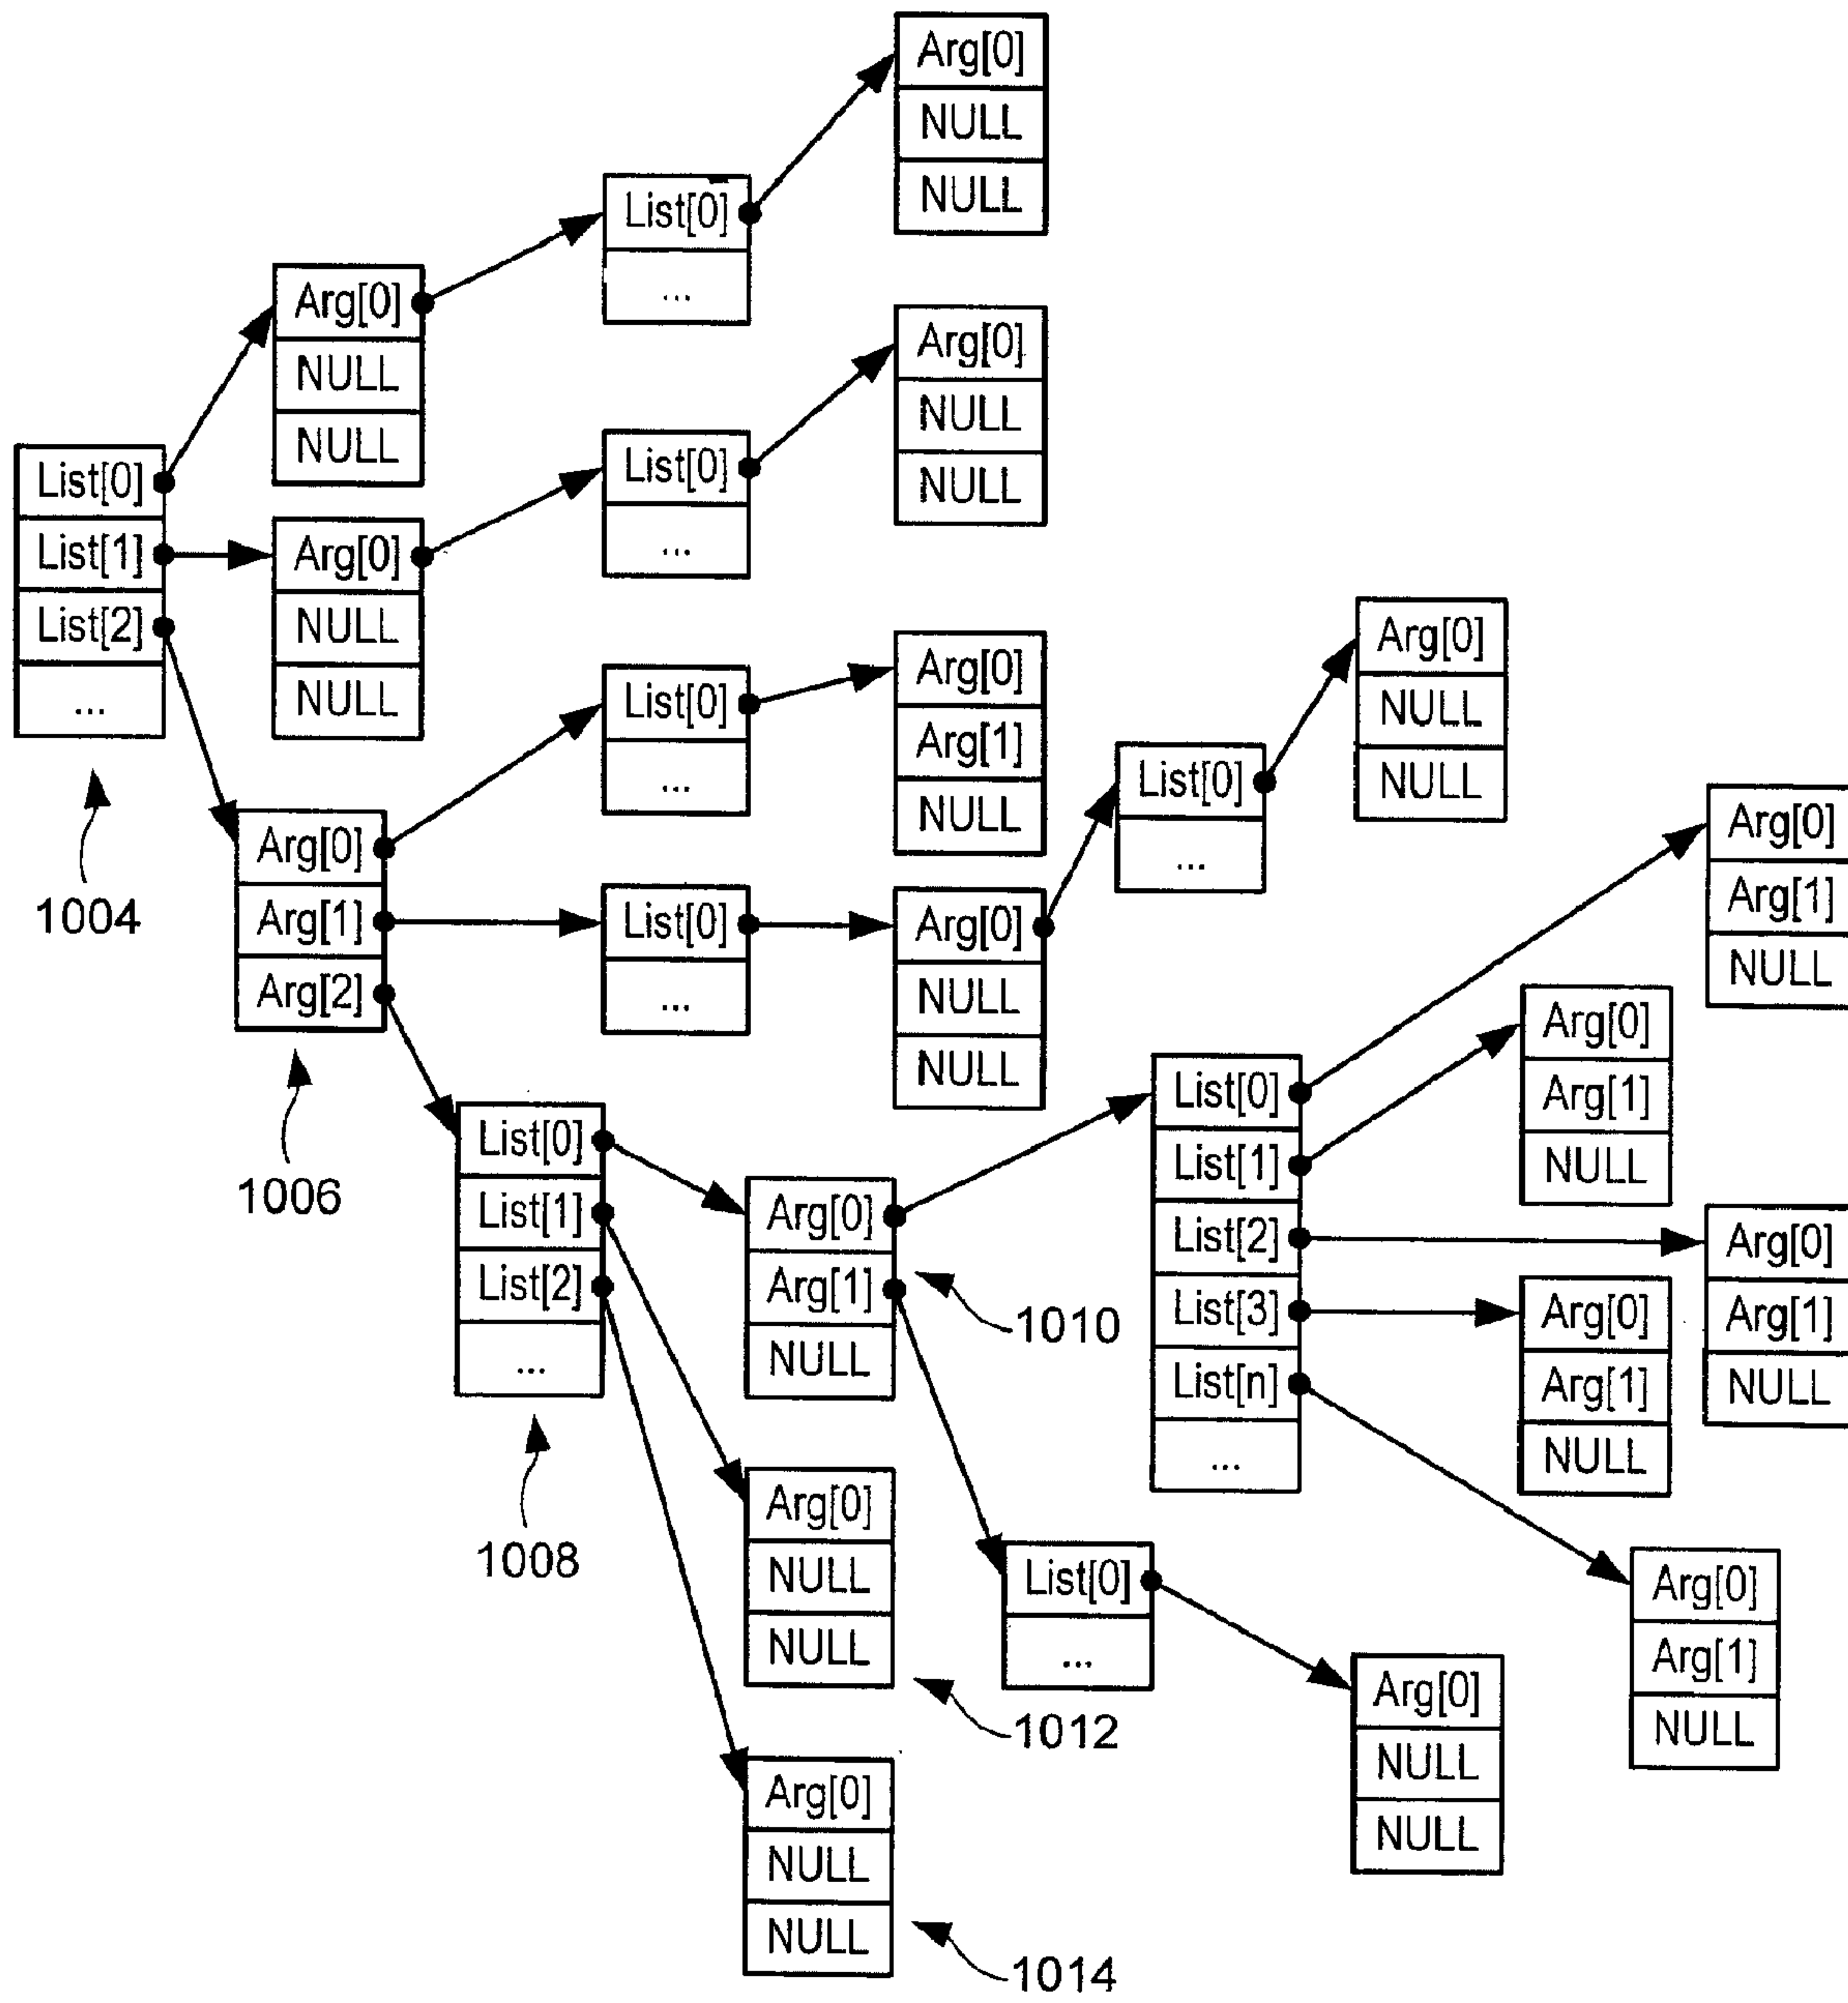 Arg[0]
NULL
NULL
List[0]
...
Arg[0]
NULL
NULL
Arg[0]
NULL
NULL
List[0]
...
List[0]
List[1]
List[2]
...
1004
Arg[0]
NULL
NULL
List[0]
...
Arg[0]
Arg[1]
NULL
List[0]
...
Arg[0]
NULL
NULL
Arg[0]
Arg[1]
Arg[2]
1006
List[0]
...
Arg[0]
NULL
NULL
Arg[0]
Arg[1]
NULL
Arg[0]
Arg[1]
NULL
List[0]
List[1]
List[2]
List[3]
List[n]
...
List[0]
List[1]
List[2]
...
1008
Arg[0]
Arg[1]
NULL
1010
Arg[0]
Arg[1]
NULL
Arg[0]
Arg[1]
NULL
Arg[0]
NULL
NULL
1012
List[0]
...
Arg[0]
Arg[1]
NULL
Arg[0]
NULL
NULL
Arg[0]
NULL
NULL
1014